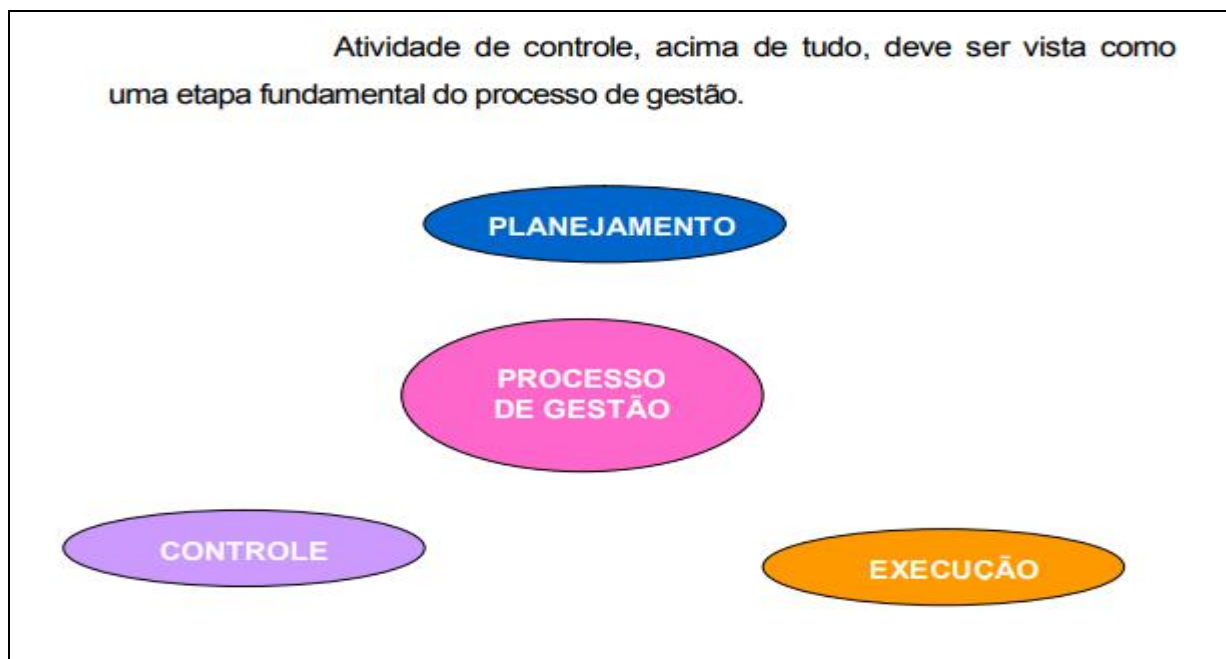 Atividade de controle, acima de tudo, deve ser vista como
uma etapa fundamental do processo de gestão.
PLANEJAMENTO
PROCESSO
DE GESTÃO
CONTROLE
EXECUÇÃO